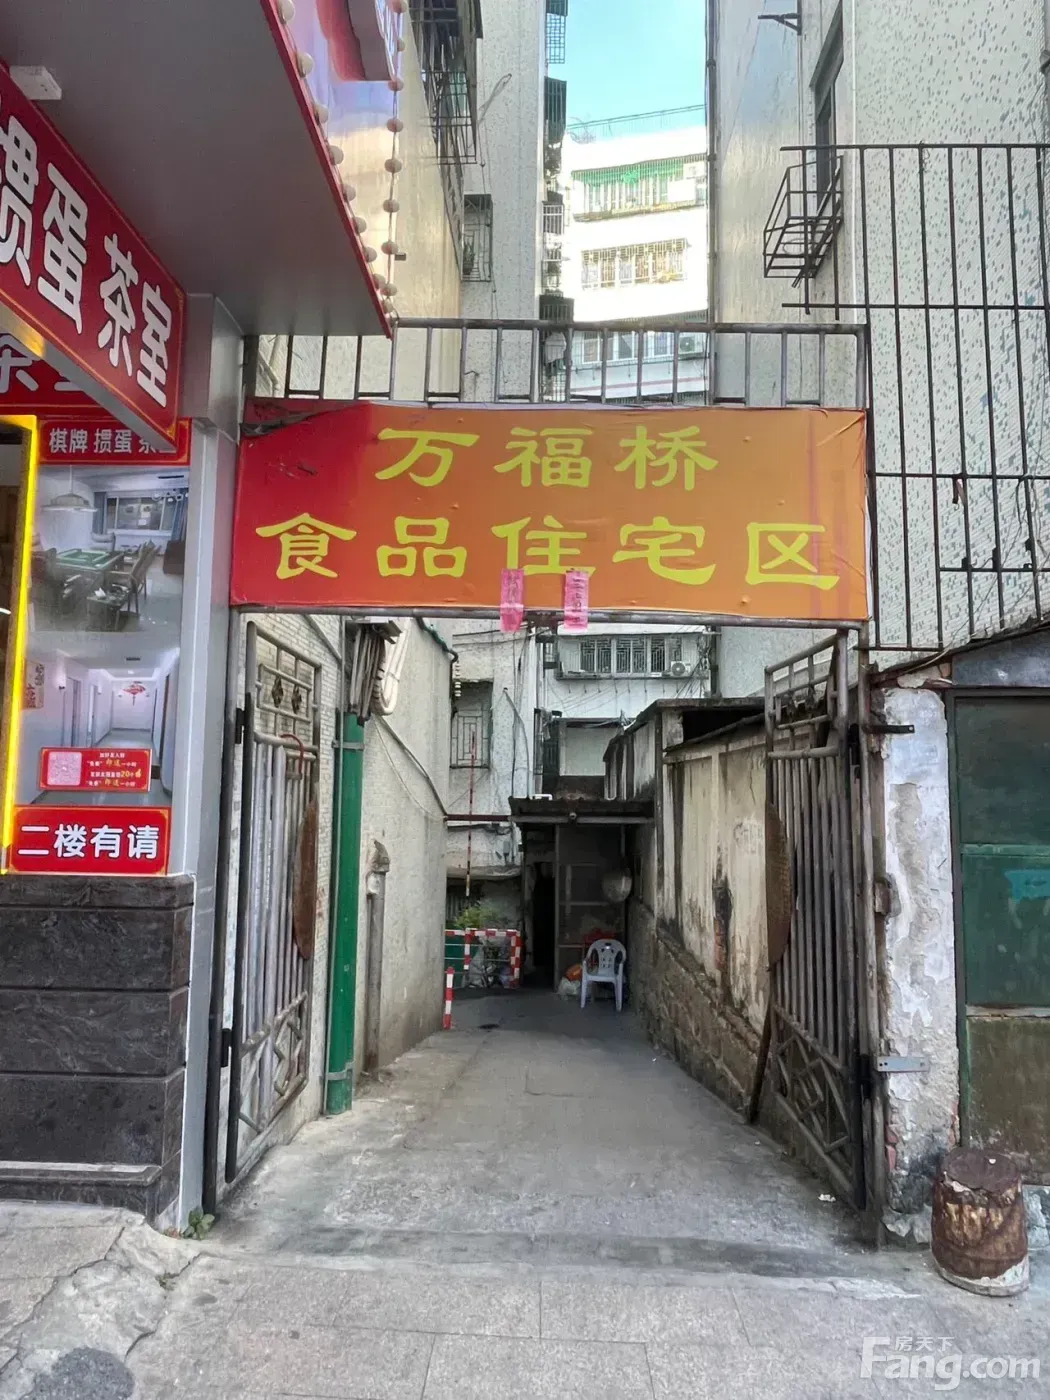 掼蛋 茶室
棋牌 掼蛋 茶
二楼有请
万福桥
食品住宅区
房天下
Fang.com